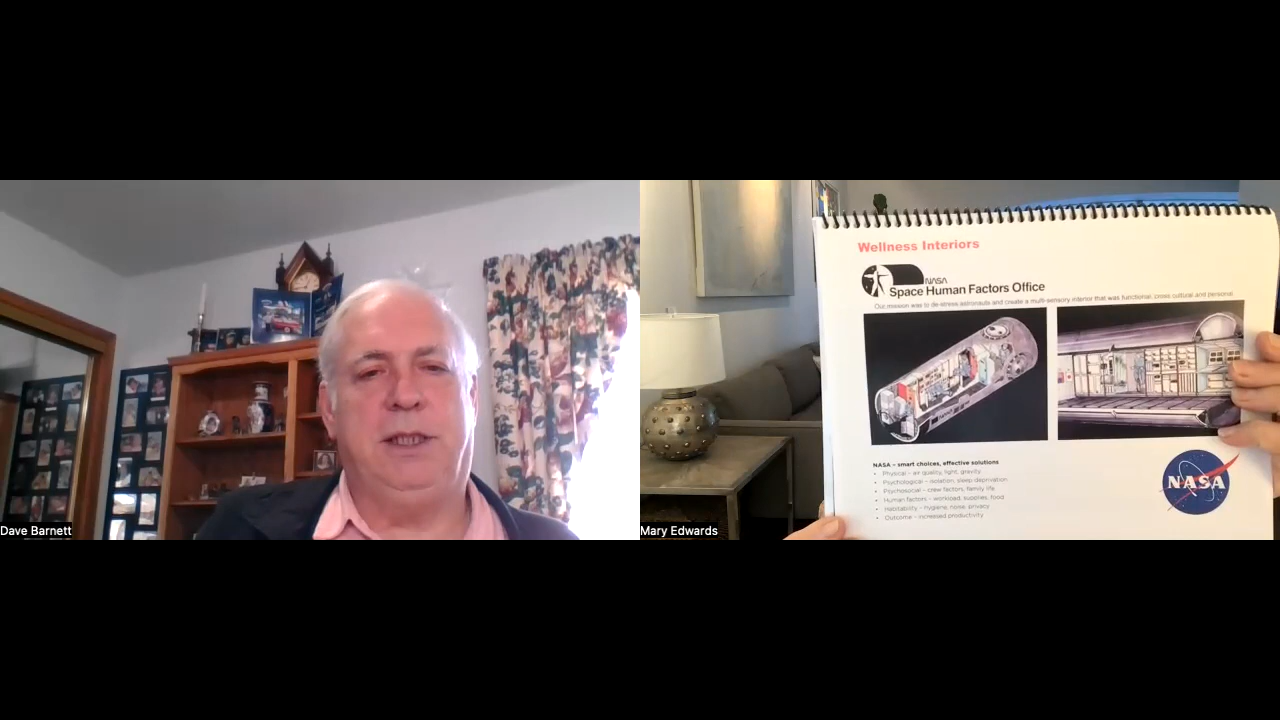 Dave Barnett
Mary Edwards
Wellness Interiors
NASA
Space Human Factors Office
Our mission was to de-stress astronauts and create a multi-sensory interior that was functional, cross cultural and personal
NASA – smart choices, effective solutions
• Physical – air quality, light, gravity
• Psychological – isolation, sleep deprivation
• Psychosocial – crew factors, family life
• Human factors – workload, supplies, food
• Habitability – hygiene, noise, privacy
• Outcome – increased productivity
NASA